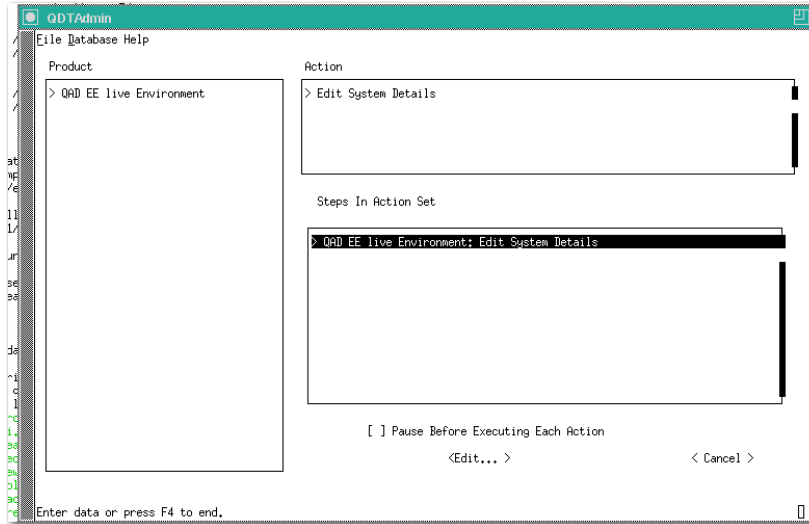 QDTAdmin
File Database Help
Product
Action
> QAD EE live Environment
> Edit System Details
Steps In Action Set
> QAD EE live Environment: Edit System Details
[ ] Pause Before Executing Each Action
<Edit... >
< Cancel >
Enter data or press F4 to end.